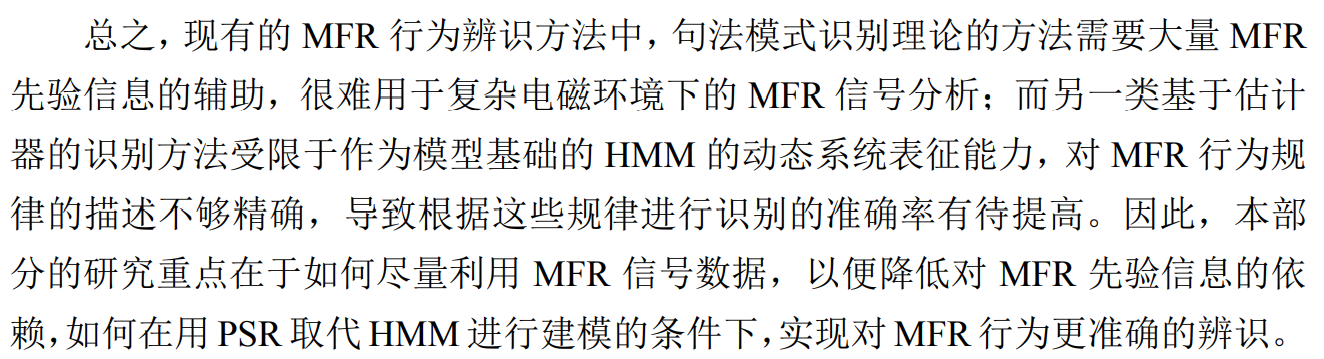 总之，现有的 MFR 行为辨识方法中，句法模式识别理论的方法需要大量 MFR
先验信息的辅助，很难用于复杂电磁环境下的 MFR 信号分析；而另一类基于估计
器的识别方法受限于作为模型基础的 HMM 的动态系统表征能力，对 MFR 行为规
律的描述不够精确，导致根据这些规律进行识别的准确率有待提高。因此，本部
分的研究重点在于如何尽量利用 MFR 信号数据，以便降低对 MFR 先验信息的依
赖，如何在用 PSR 取代 HMM 进行建模的条件下，实现对 MFR 行为更准确的辨识。